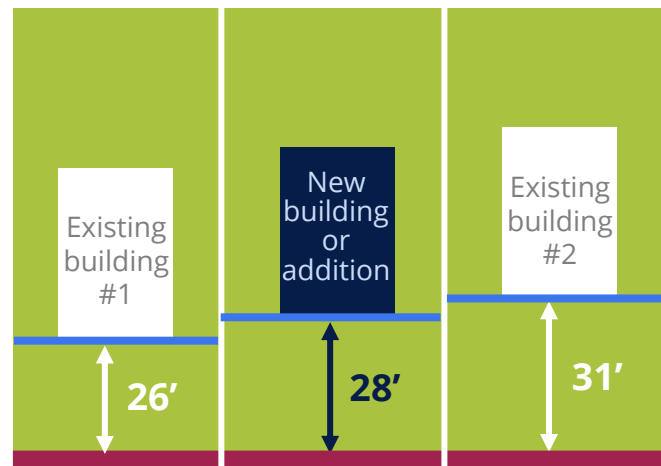 Existing
building
#1
New
building
or
addition
Existing
building
#2
26’
28’
31’